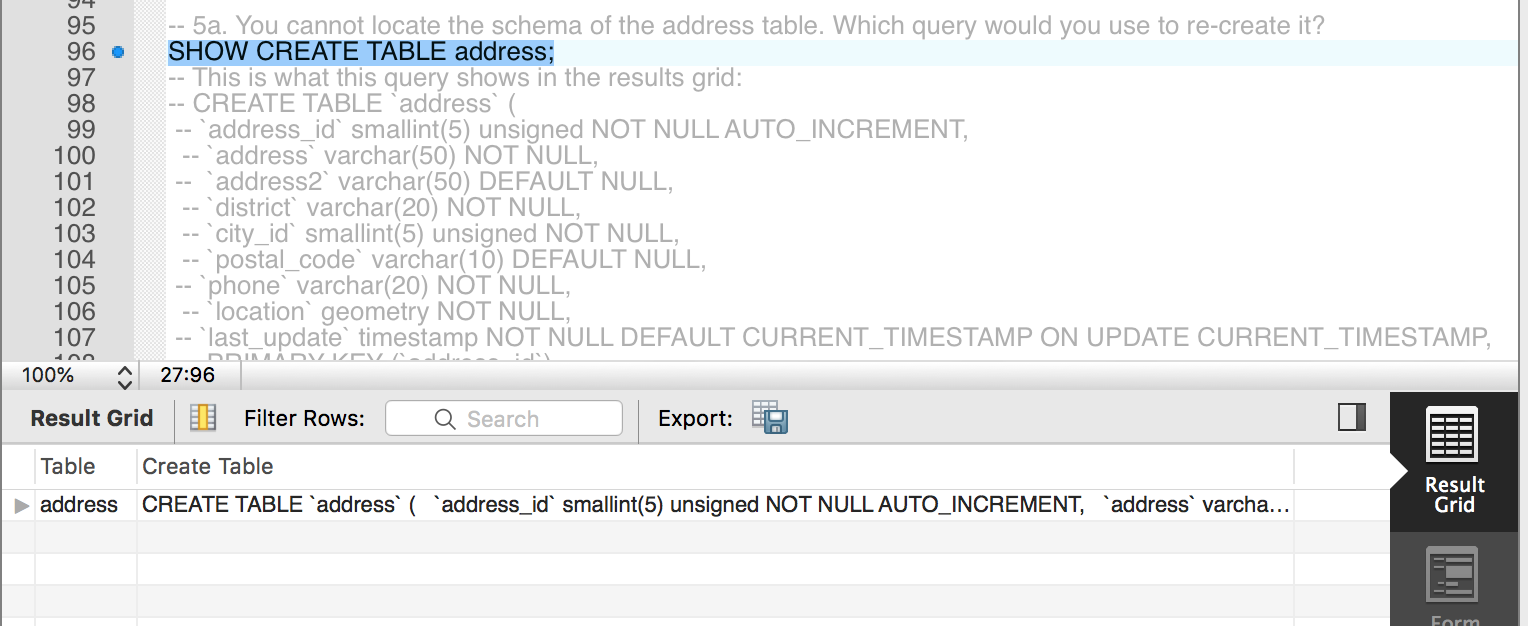 94
95 -- 5a. You cannot locate the schema of the address table. Which query would you use to re-create it?
96 SHOW CREATE TABLE address;
97 -- This is what this query shows in the results grid:
98 -- CREATE TABLE `address` (
99 -- `address_id` smallint(5) unsigned NOT NULL AUTO_INCREMENT,
100 -- `address` varchar(50) NOT NULL,
101 -- `address2` varchar(50) DEFAULT NULL,
102 -- `district` varchar(20) NOT NULL,
103 -- `city_id` smallint(5) unsigned NOT NULL,
104 -- `postal_code` varchar(10) DEFAULT NULL,
105 -- `phone` varchar(20) NOT NULL,
106 -- `location` geometry NOT NULL,
107 -- `last_update` timestamp NOT NULL DEFAULT CURRENT_TIMESTAMP ON UPDATE CURRENT_TIMESTAMP,
108 PRIMARY KEY (`address_id`)
100% 27:96
Result Grid Filter Rows: Search Export:
Table Create Table
address CREATE TABLE `address` ( `address_id` smallint(5) unsigned NOT NULL AUTO_INCREMENT, `address` varcha...
Result
Grid
Form